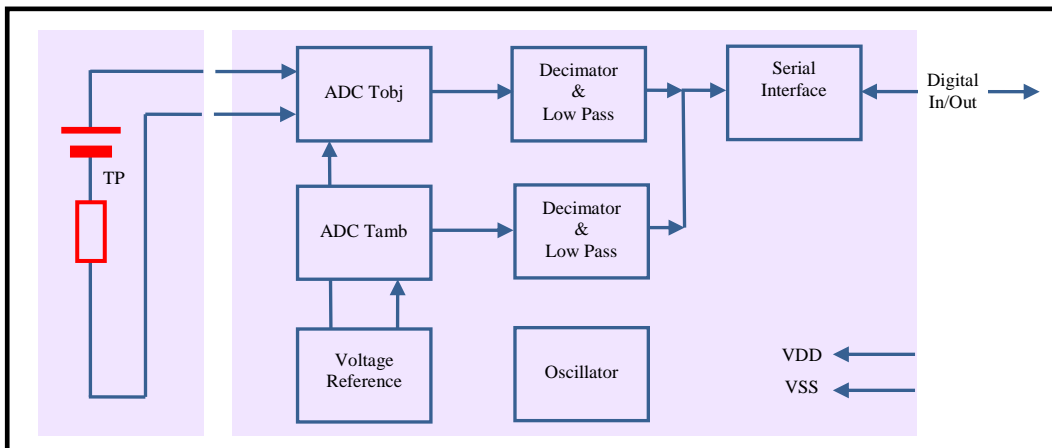 ADC Tobj
Decimator
&
Low Pass
Serial
Interface
Digital
In/Out
TP
ADC Tamb
Decimator
&
Low Pass
Voltage
Reference
Oscillator
VDD
VSS